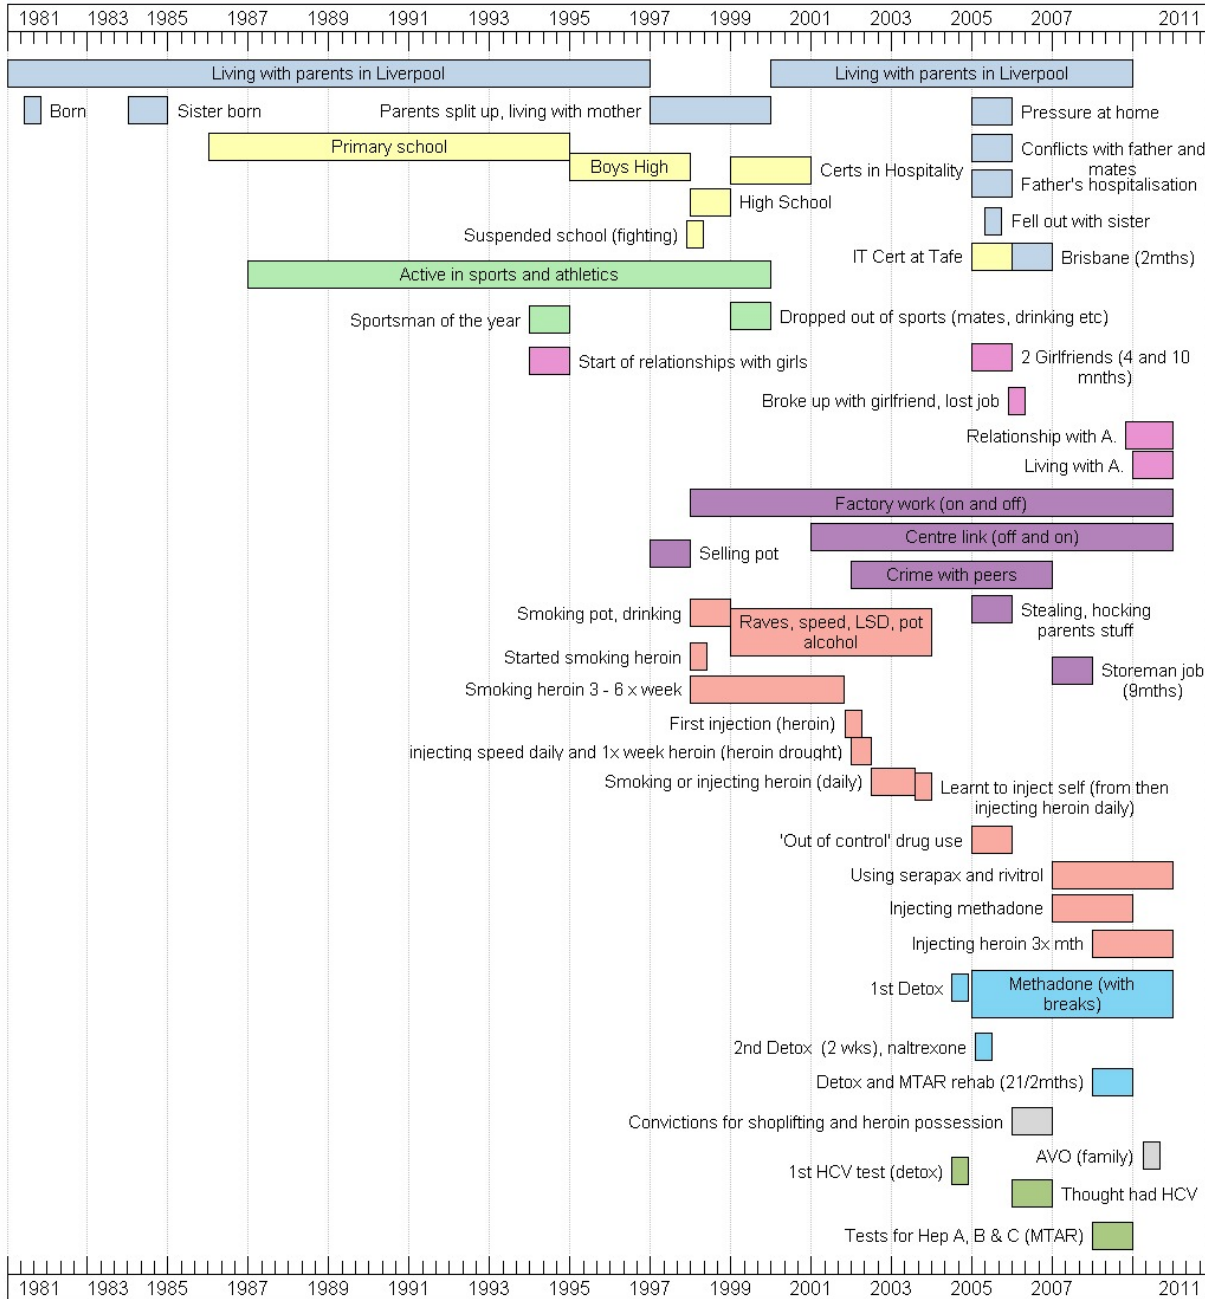 1981 1983 1985 1987 1989 1991 1993 1995 1997 1999 2001 2003 2005 2007 2011
Living with parents in Liverpool Living with parents in Liverpool
Born Sister born Parents split up, living with mother Pressure at home
Primary school Conflicts with father and
mates
Boys High Certs in Hospitality
Father's hospitalisation
High School
Fell out with sister
Suspended school (fighting)
IT Cert at Tafe Brisbane (2mths)
Active in sports and athletics
Sportsman of the year Dropped out of sports (mates, drinking etc)
Start of relationships with girls 2 Girlfriends (4 and 10
mnths)
Broke up with girlfriend, lost job
Relationship with A.
Living with A.
Factory work (on and off)
Centre link (off and on)
Selling pot
Crime with peers
Smoking pot, drinking Stealing, hocking
parents stuff
Raves, speed, LSD, pot
alcohol
Started smoking heroin
Storeman job
(9mths)
Smoking heroin 3 - 6 x week
First injection (heroin)
injecting speed daily and 1x week heroin (heroin drought)
Smoking or injecting heroin (daily) Learnt to inject self (from then
injecting heroin daily)
'Out of control' drug use
Using serapax and rivitrol
Injecting methadone
Injecting heroin 3x mth
1st Detox Methadone (with
breaks)
2nd Detox (2 wks), naltrexone
Detox and MTAR rehab (21/2mths)
Convictions for shoplifting and heroin possession
AVO (family)
1st HCV test (detox)
Thought had HCV
Tests for Hep A, B & C (MTAR)
1981 1983 1985 1987 1989 1991 1993 1995 1997 1999 2001 2003 2005 2007 2011